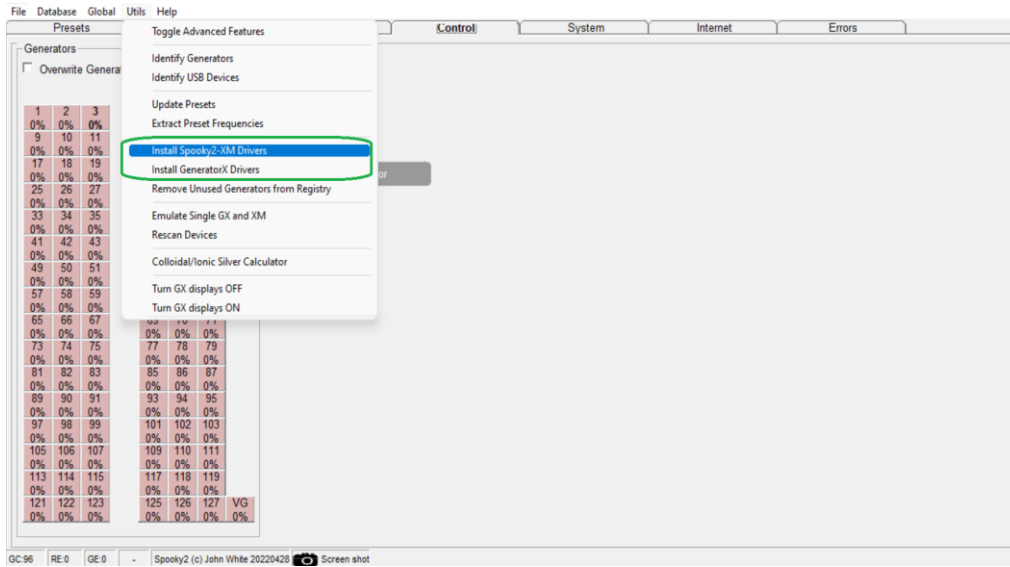 File Database Global Utils Help
Presets Control System Internet Errors
Generators
Overwrite Genera
Toggle Advanced Features
Identify Generators
Identify USB Devices
Update Presets
Extract Preset Frequencies
Install Spooky2-XM Drivers
Install GeneratorX Drivers
Remove Unused Generators from Registry
Emulate Single GX and XM
Rescan Devices
Colloidal/Ionic Silver Calculator
Turn GX displays OFF
Turn GX displays ON
or
1 2 3
0% 0% 0%
9 10 11
0% 0% 0%
17 18 19
0% 0% 0%
25 26 27
0% 0% 0%
33 34 35
0% 0% 0%
41 42 43
0% 0% 0%
49 50 51
0% 0% 0%
57 58 59
0% 0% 0%
65 66 67 69 70 71
0% 0% 0% 0% 0% 0%
73 74 75 77 78 79
0% 0% 0% 0% 0% 0%
81 82 83 85 86 87
0% 0% 0% 0% 0% 0%
89 90 91 93 94 95
0% 0% 0% 0% 0% 0%
97 98 99 101 102 103
0% 0% 0% 0% 0% 0%
105 106 107 109 110 111
0% 0% 0% 0% 0% 0%
113 114 115 117 118 119
0% 0% 0% 0% 0% 0%
121 122 123 125 126 127 VG
0% 0% 0% 0% 0% 0% 0%
GC:96 RE:0 GE:0 - Spooky2 (c) John White 20220428 Screen shot